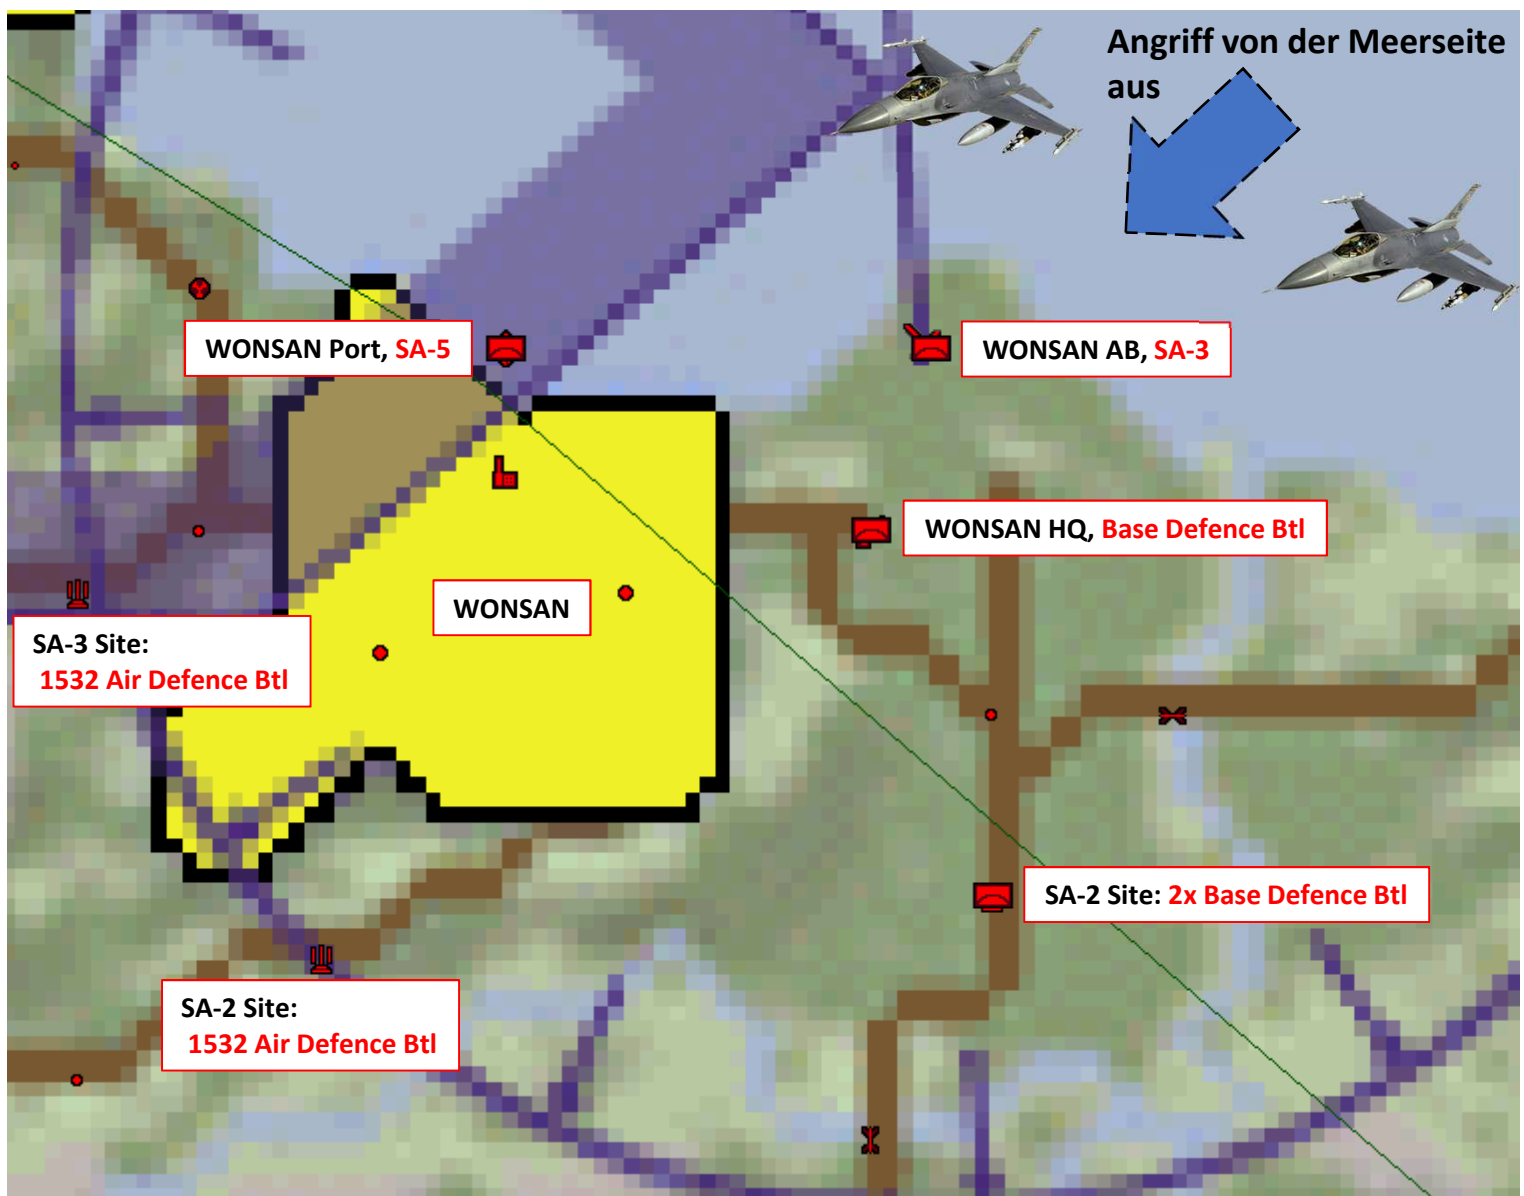 Angriff von der Meerseite
aus
WONSAN Port, SA-5
WONSAN AB, SA-3
WONSAN HQ, Base Defence Btl
WONSAN
SA-3 Site:
1532 Air Defence Btl
SA-2 Site: 2x Base Defence Btl
SA-2 Site:
1532 Air Defence Btl